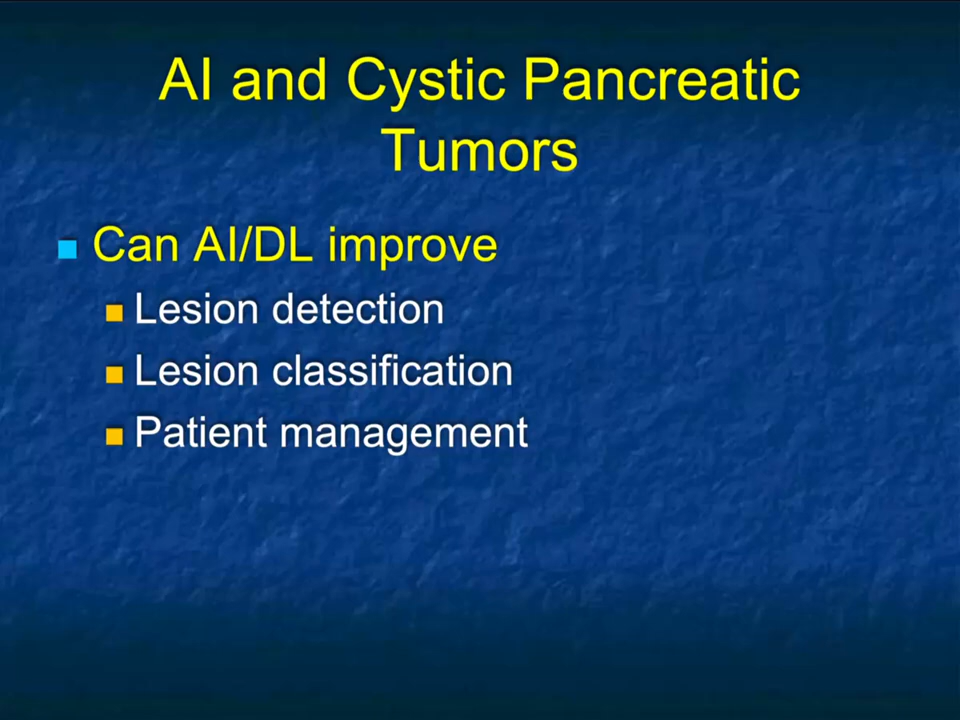 AI and Cystic Pancreatic
Tumors
Can AI/DL improve
Lesion detection
Lesion classification
Patient management